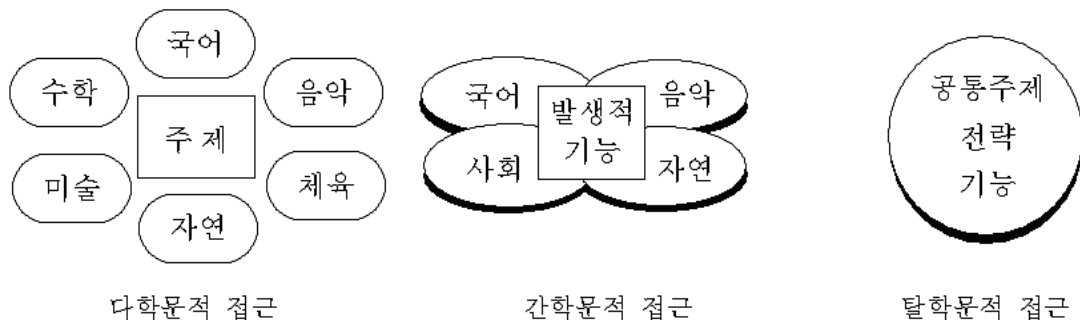 국어
수학
음악
주 제
미술
체육
자연
다학문적 접근
국어
음악
발생적
기능
사회
자연
간학문적 접근
공통주제
전략
기능
탈학문적 접근